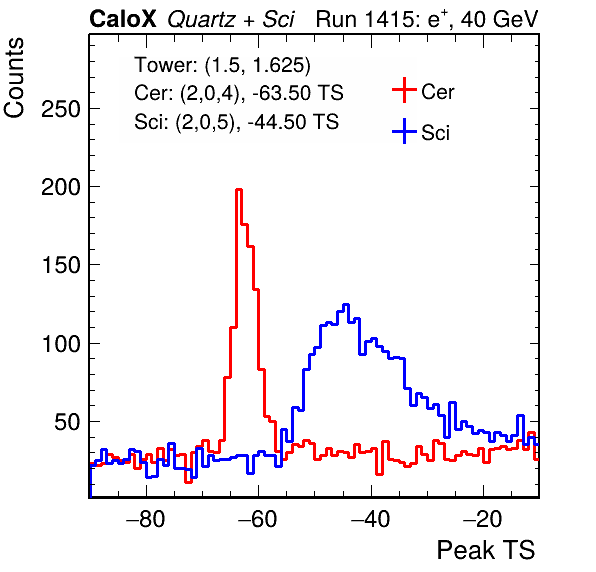 CaloX Quartz + Sci Run 1415: e⁺, 40 GeV
Tower: (1.5, 1.625)
Cer: (2,0,4), -63.50 TS
Sci: (2,0,5), -44.50 TS
Cer
Sci
Counts
250
200
150
100
50
−80 −60 −40 −20
Peak TS